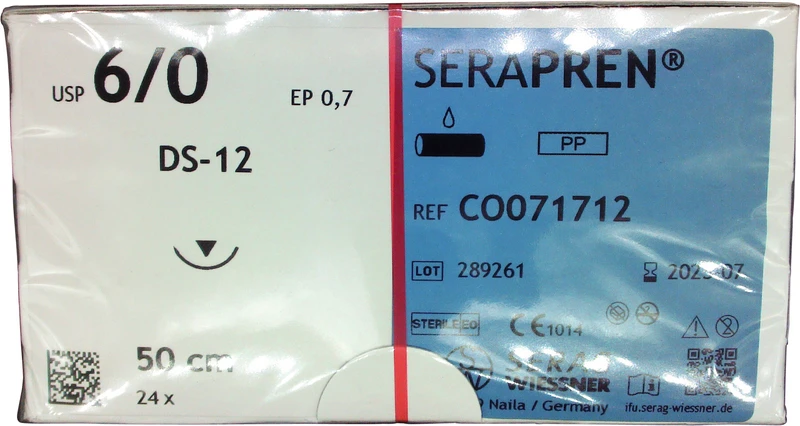 USP 6/0
EP 0,7
DS-12
50 cm
24 x
SERAPREN®
PP
REF CO071712
LOT 289261
STERILE EO
CE 1014
SERAG
WIESSNER
Naila / Germany
ifu.serag-wiessner.de